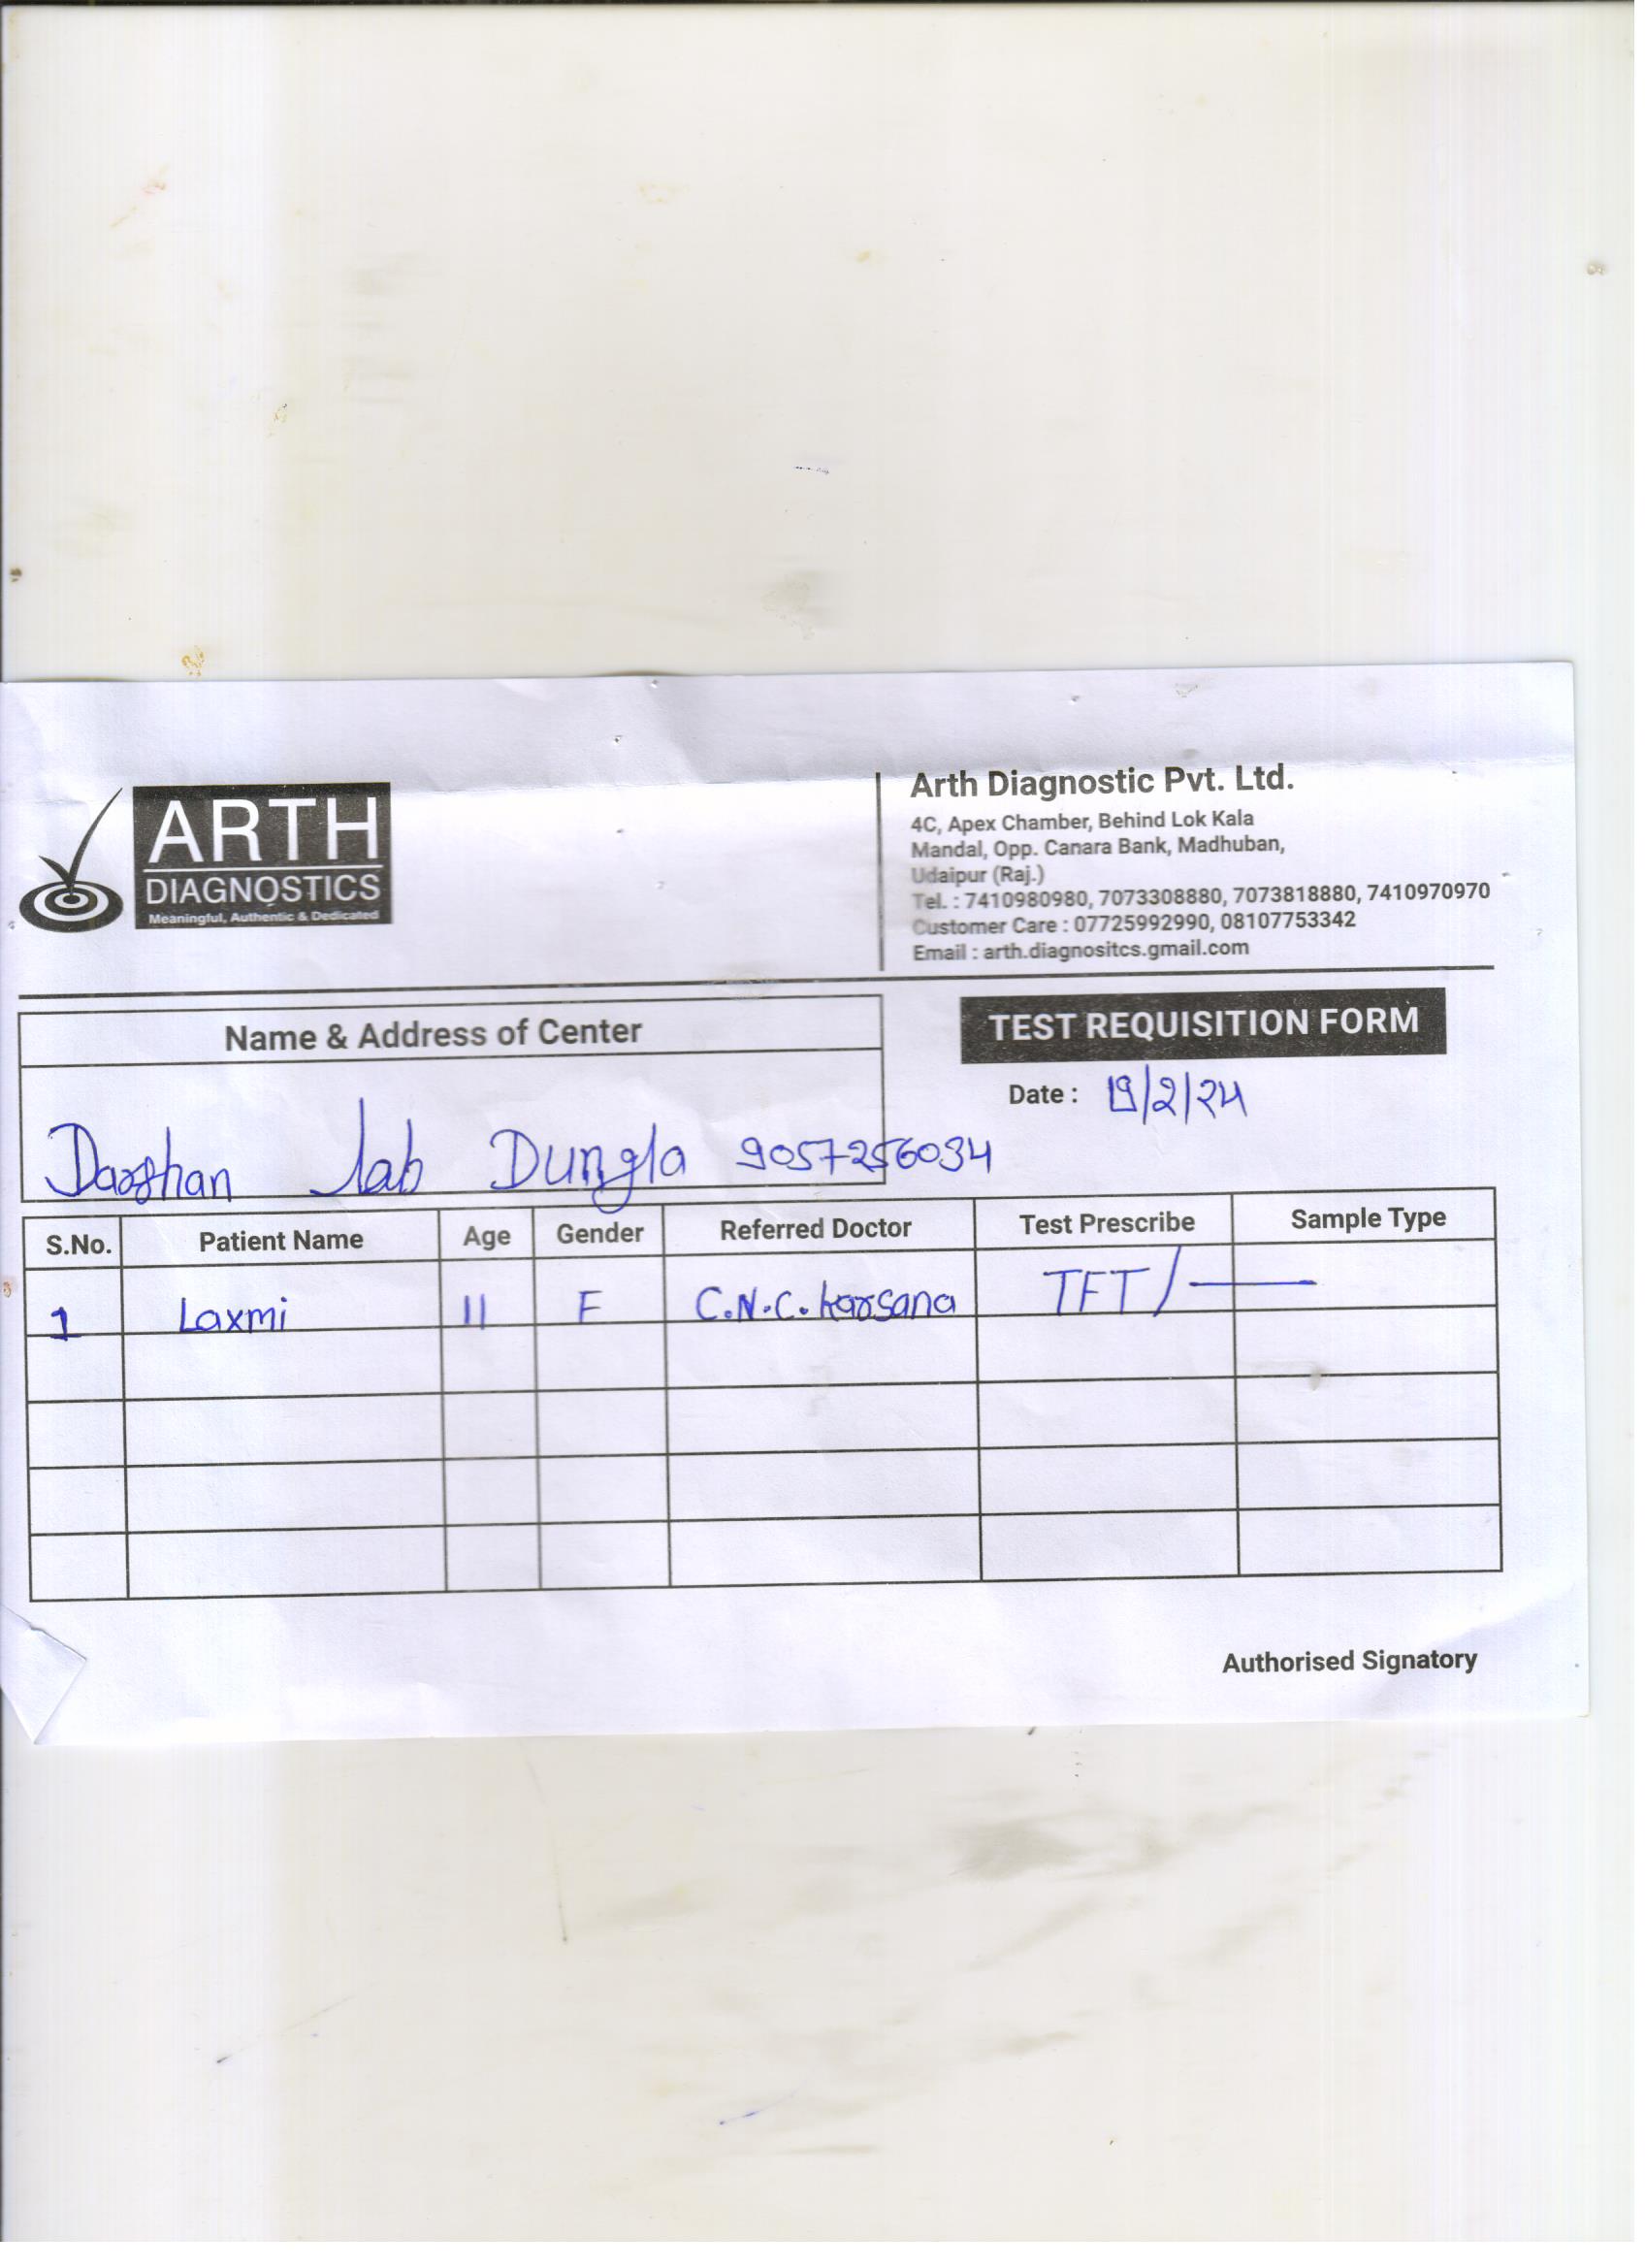 ARTH
DIAGNOSTICS
Meaningful, Authentic & Dedicated
Arth Diagnostic Pvt. Ltd.
4C, Apex Chamber, Behind Lok Kala
Mandal, Opp. Canara Bank, Madhuban,
Udaipur (Raj.)
Tel. : 7410980980, 7073308880, 7073818880, 7410970970
Customer Care : 07725992990, 08107753342
Email : arth.diagnositcs.gmail.com
Name & Address of Center
TEST REQUISITION FORM
Date : 19/2/24
Darshan lab Dungla 9057256034
S.No. Patient Name Age Gender Referred Doctor Test Prescribe Sample Type
1 Laxmi 11 F C.N.C. karsana TFT /
Authorised Signatory